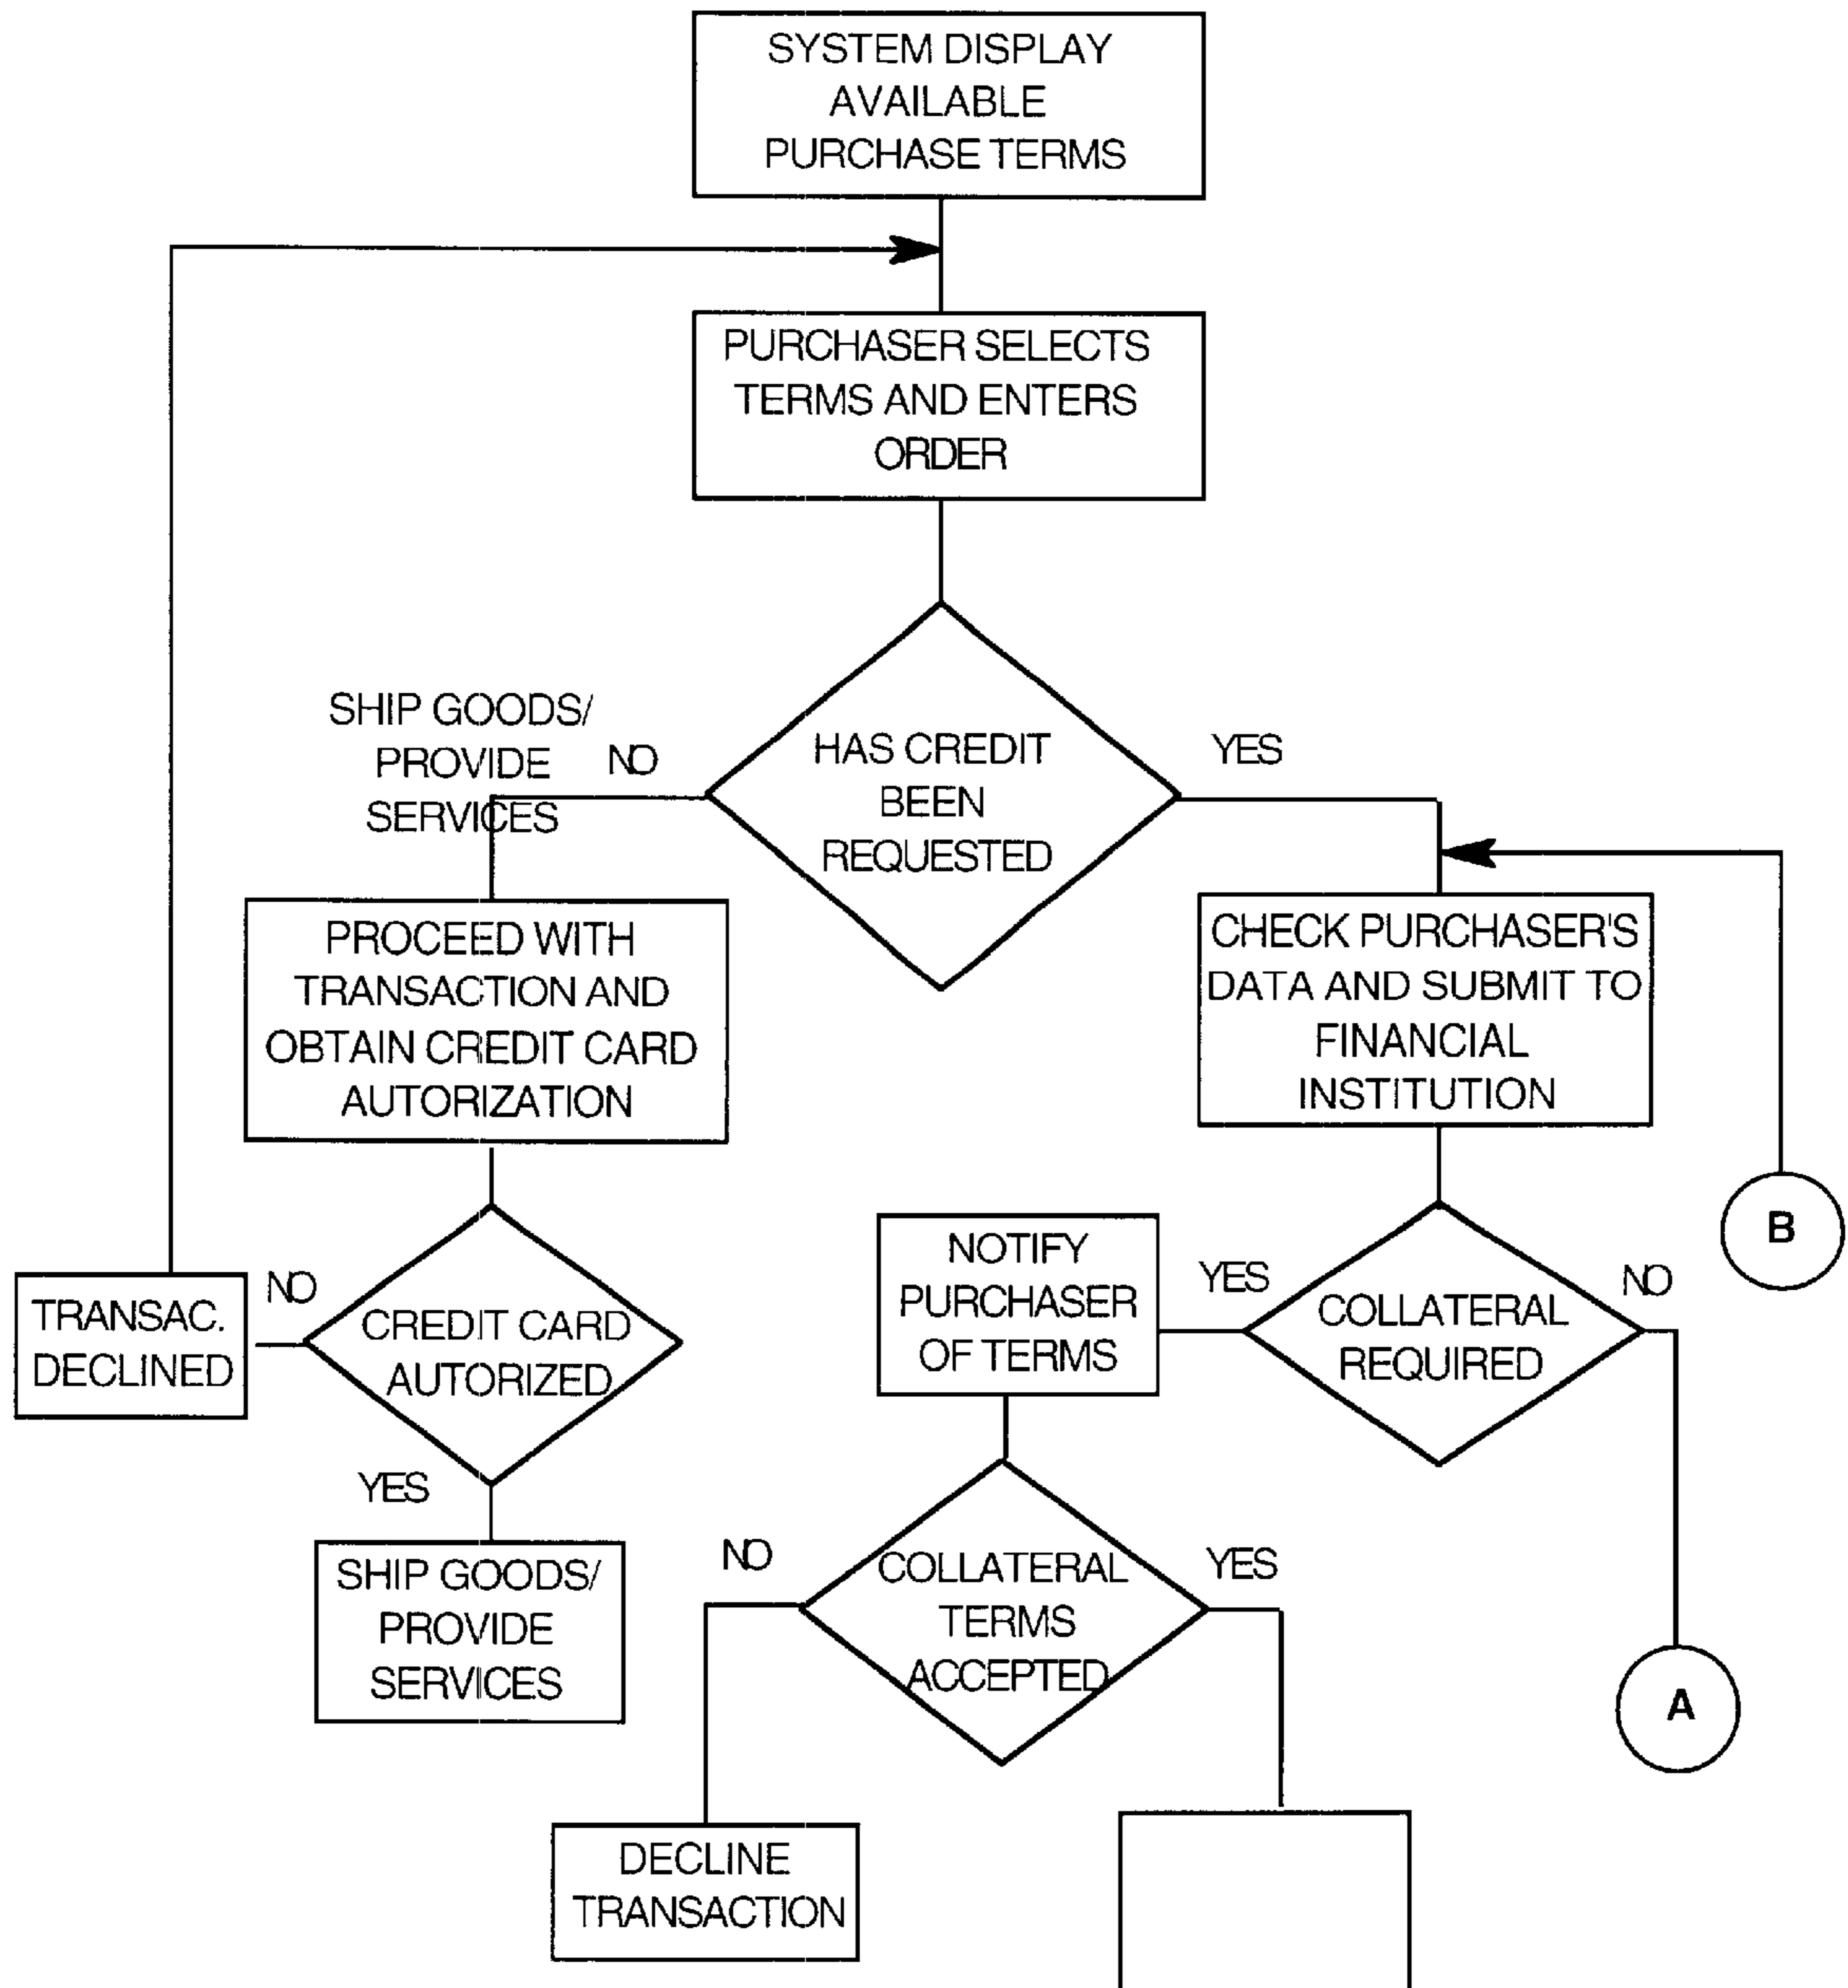 SYSTEM DISPLAY
AVAILABLE
PURCHASE TERMS
PURCHASER SELECTS
TERMS AND ENTERS
ORDER
HAS CREDIT
BEEN
REQUESTED
NO
YES
SHIP GOODS/
PROVIDE
SERVICES
PROCEED WITH
TRANSACTION AND
OBTAIN CREDIT CARD
AUTORIZATION
CHECK PURCHASER'S
DATA AND SUBMIT TO
FINANCIAL
INSTITUTION
B
TRANSAC.
DECLINED
NO
CREDIT CARD
AUTORIZED
YES
SHIP GOODS/
PROVIDE
SERVICES
NOTIFY
PURCHASER
OF TERMS
YES
COLLATERAL
REQUIRED
NO
A
NO
COLLATERAL
TERMS
ACCEPTED
YES
DECLINE
TRANSACTION